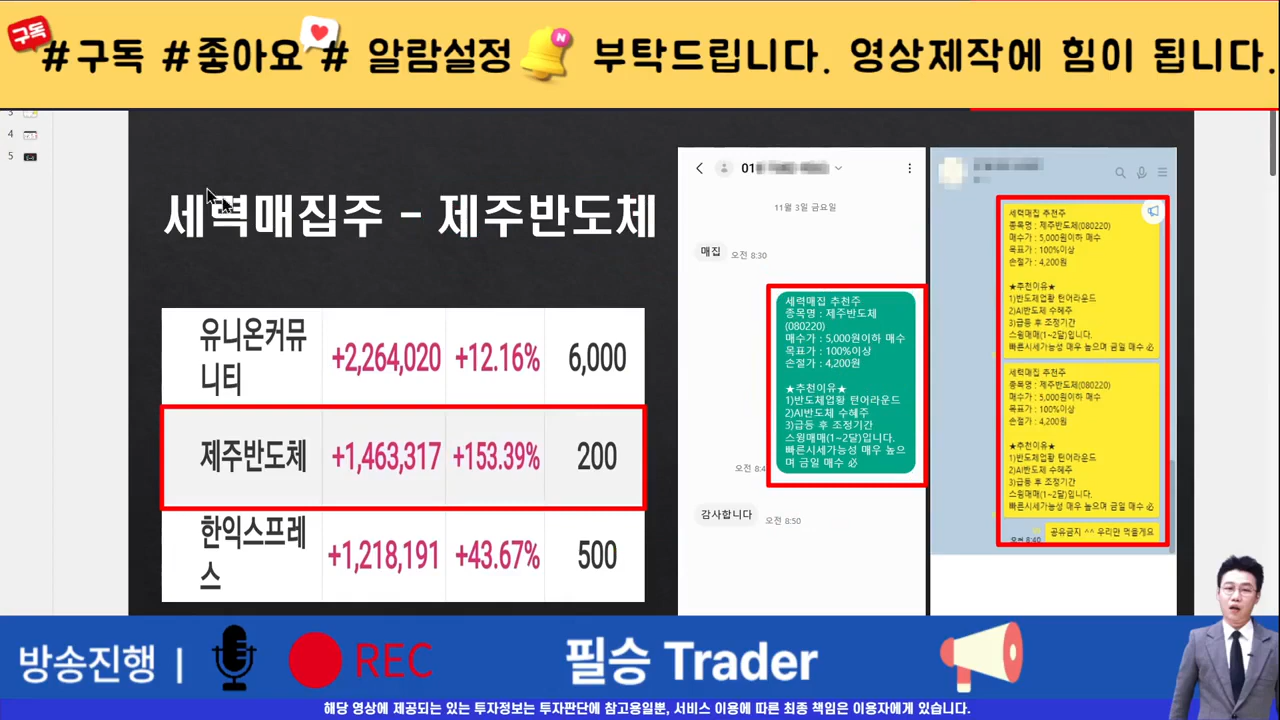 구독
#구독 #좋아요 # 알람설정 N 부탁드립니다. 영상제작에 힘이 됩니다.
3
4
5
세력매집주 - 제주반도체
유니온커뮤
니티
+2,264,020 +12.16% 6,000
제주반도체 +1,463,317 +153.39% 200
한익스프레
스
+1,218,191 +43.67% 500
01
11월 3일 금요일
매집 오전 8:30
세력매집 추천주
종목명 : 제주반도체
(080220)
매수가 : 5,000원이하 매수
목표가 : 100%이상
손절가 : 4,200원
★추천이유★
1)반도체업황 턴어라운드
2)AI반도체 수혜주
3)급등 후 조정기간
스윙매매(1~2달)입니다.
빠른시세가능성 매우 높으
며 금일 매수 必
오전 8:4
감사합니다 오전 8:50
세력매집 추천주
종목명 : 제주반도체(080220)
매수가 : 5,000원이하 매수
목표가 : 100%이상
손절가 : 4,200원
★추천이유★
1)반도체업황 턴어라운드
2)AI반도체 수혜주
3)급등 후 조정기간
스윙매매(1~2달)입니다.
빠른시세가능성 매우 높으며 금일 매수 必
세력매집 추천주
종목명 : 제주반도체(080220)
매수가 : 5,000원이하 매수
목표가 : 100%이상
손절가 : 4,200원
★추천이유★
1)반도체업황 턴어라운드
2)AI반도체 수혜주
3)급등 후 조정기간
스윙매매(1~2달)입니다.
빠른시세가능성 매우 높으며 금일 매수 必
오전 8:40 공유금지 ^^ 우리만 먹을게요
방송진행 | REC 필승 Trader
해당 영상에 제공되는 있는 투자정보는 투자판단에 참고용일뿐, 서비스 이용에 따른 최종 책임은 이용자에게 있습니다.